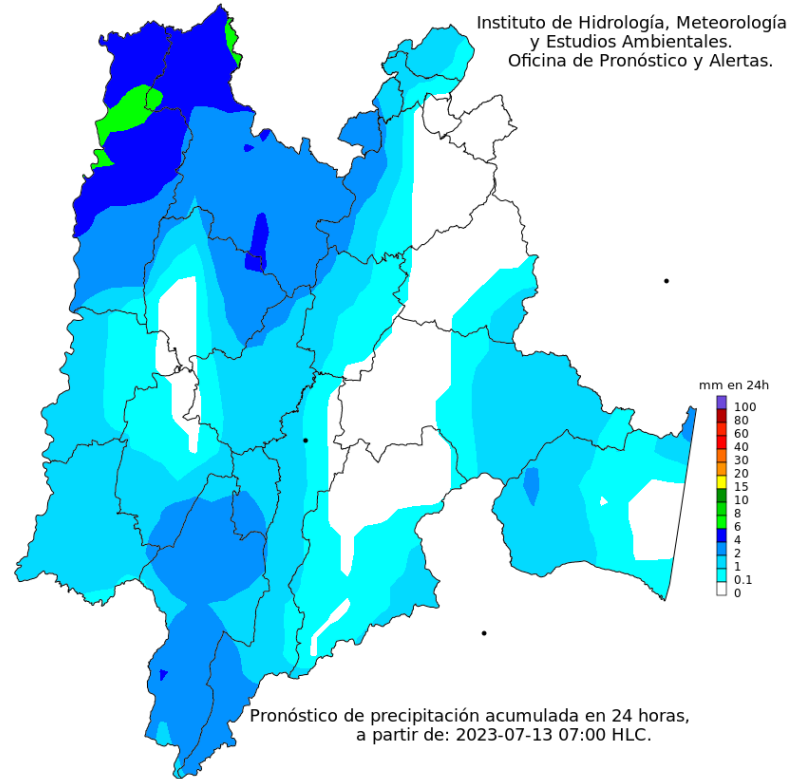 Instituto de Hidrología, Meteorología
y Estudios Ambientales.
Oficina de Pronóstico y Alertas.
mm en 24h
100
80
60
40
30
20
15
10
8
6
4
2
1
0.1
0
Pronóstico de precipitación acumulada en 24 horas,
a partir de: 2023-07-13 07:00 HLC.